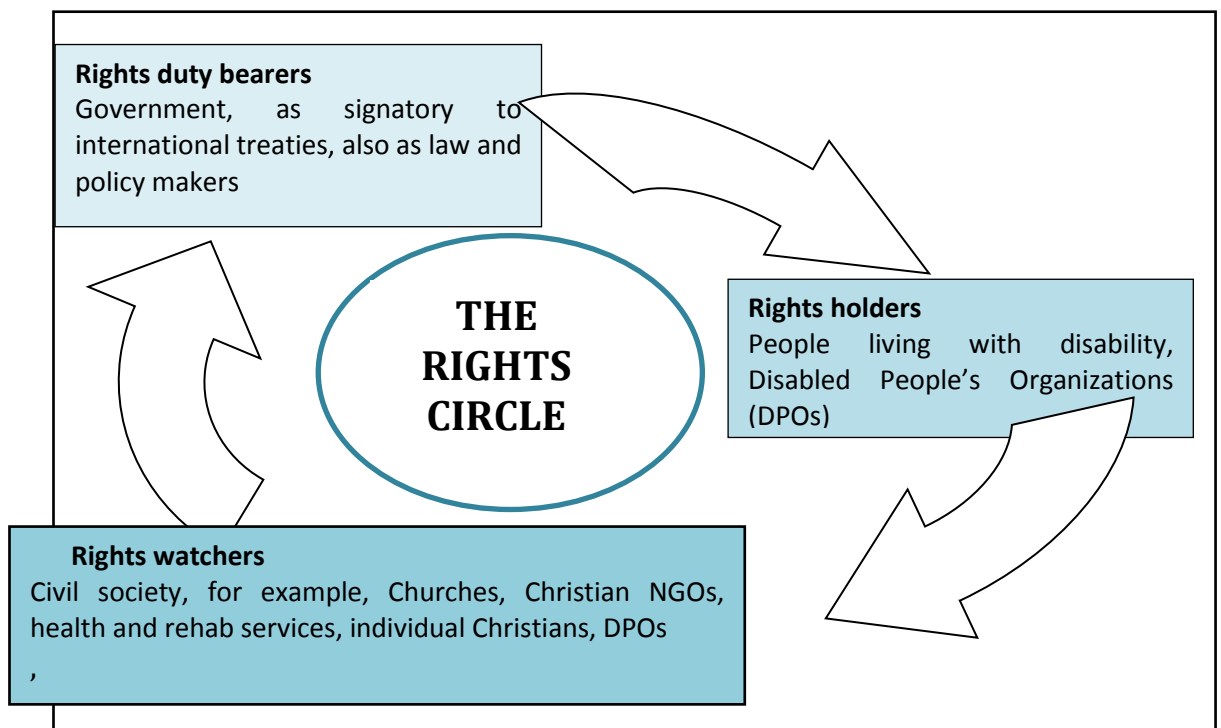 Rights duty bearers
Government, as signatory to
international treaties, also as law and
policy makers
THE
RIGHTS
CIRCLE
Rights holders
People living with disability,
Disabled People’s Organizations
(DPOs)
Rights watchers
Civil society, for example, Churches, Christian NGOs,
health and rehab services, individual Christians, DPOs
,